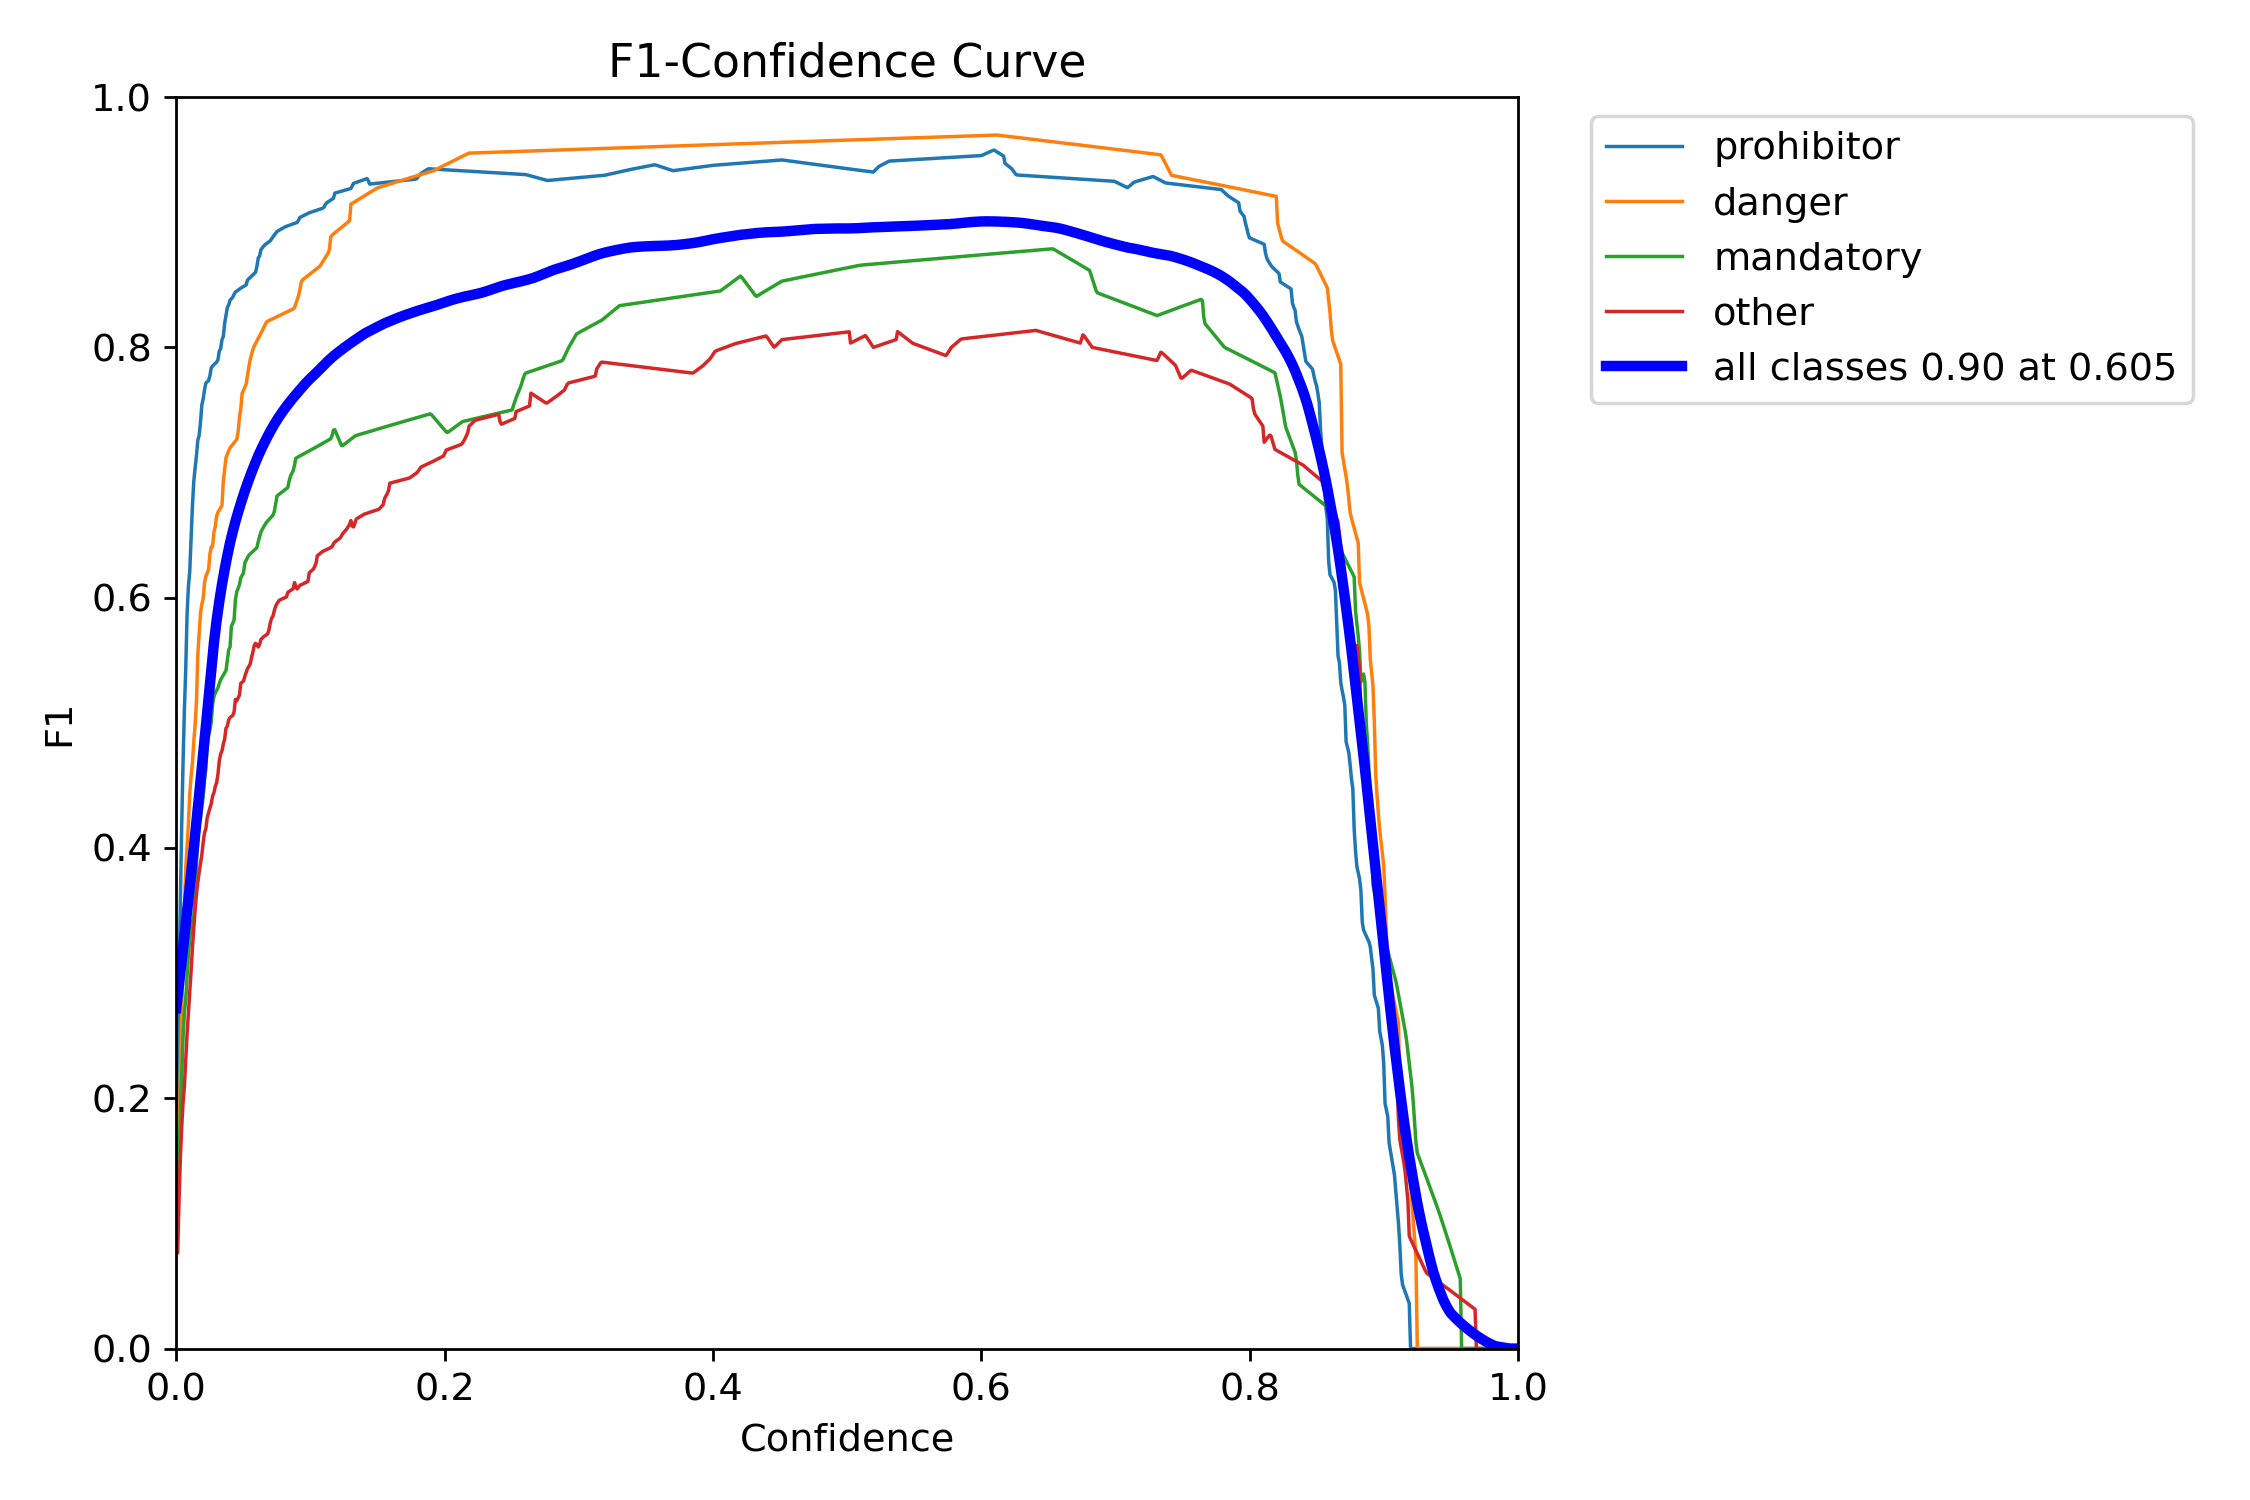 F1-Confidence Curve
1.0
0.8
0.6
0.4
0.2
0.0
F1
0.0 0.2 0.4 0.6 0.8 1.0
Confidence
prohibitor
danger
mandatory
other
all classes 0.90 at 0.605